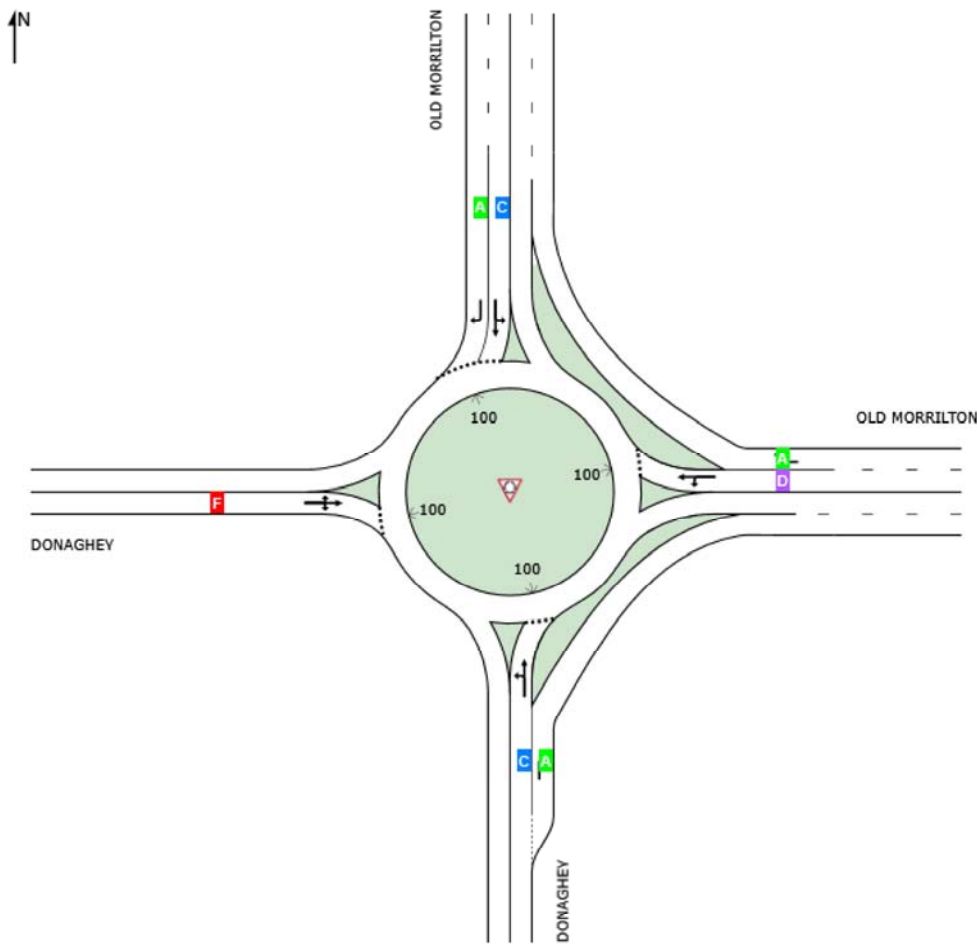 N
OLD MORRILTON
A C
100
OLD MORRILTON
A
D
100
F
100
DONAGHEY
100
C A
DONAGHEY